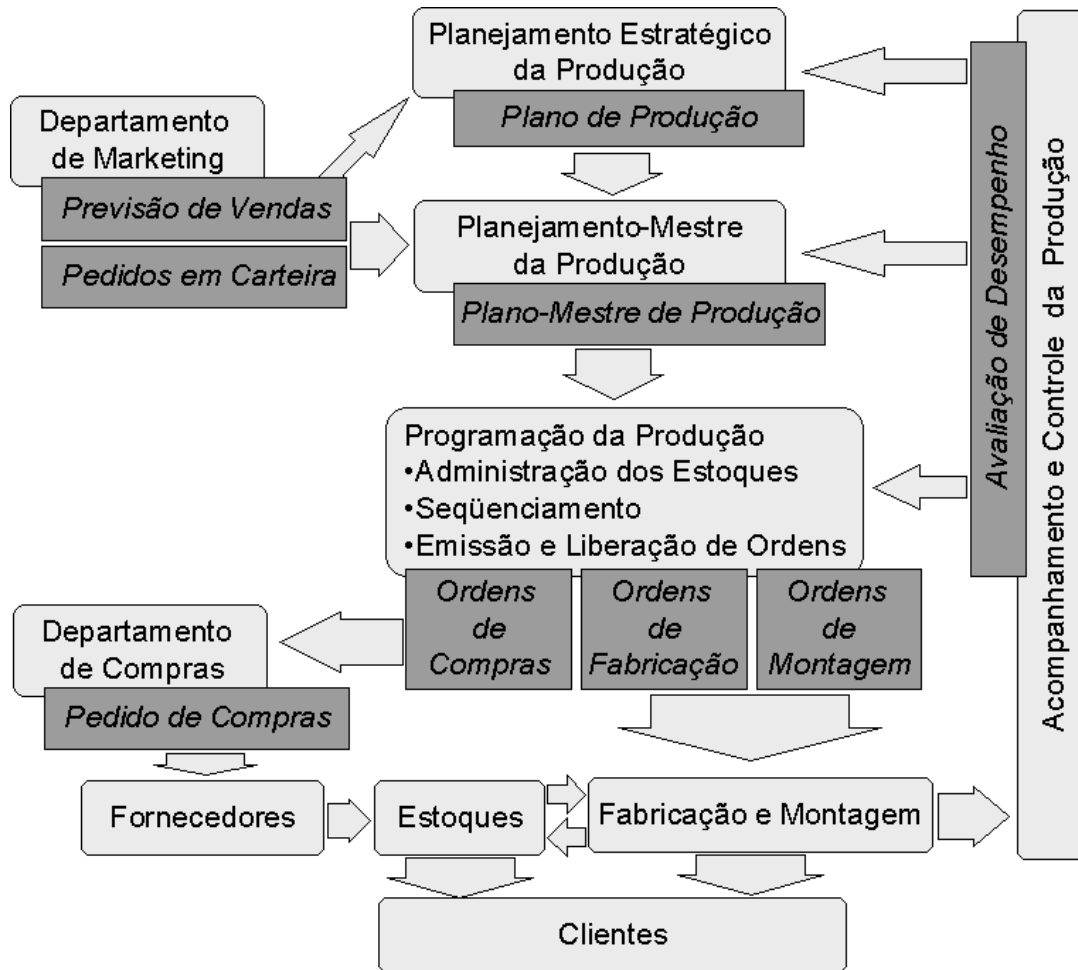 Planejamento Estratégico
da Produção
Plano de Produção
Departamento
de Marketing
Previsão de Vendas
Pedidos em Carteira
Planejamento-Mestre
da Produção
Plano-Mestre de Produção
Programação da Produção
•Administração dos Estoques
•Seqüenciamento
•Emissão e Liberação de Ordens
Ordens
de
Compras
Ordens
de
Fabricação
Ordens
de
Montagem
Departamento
de Compras
Pedido de Compras
Fornecedores
Estoques
Fabricação e Montagem
Clientes
Avaliação de Desempenho
Acompanhamento e Controle da Produção